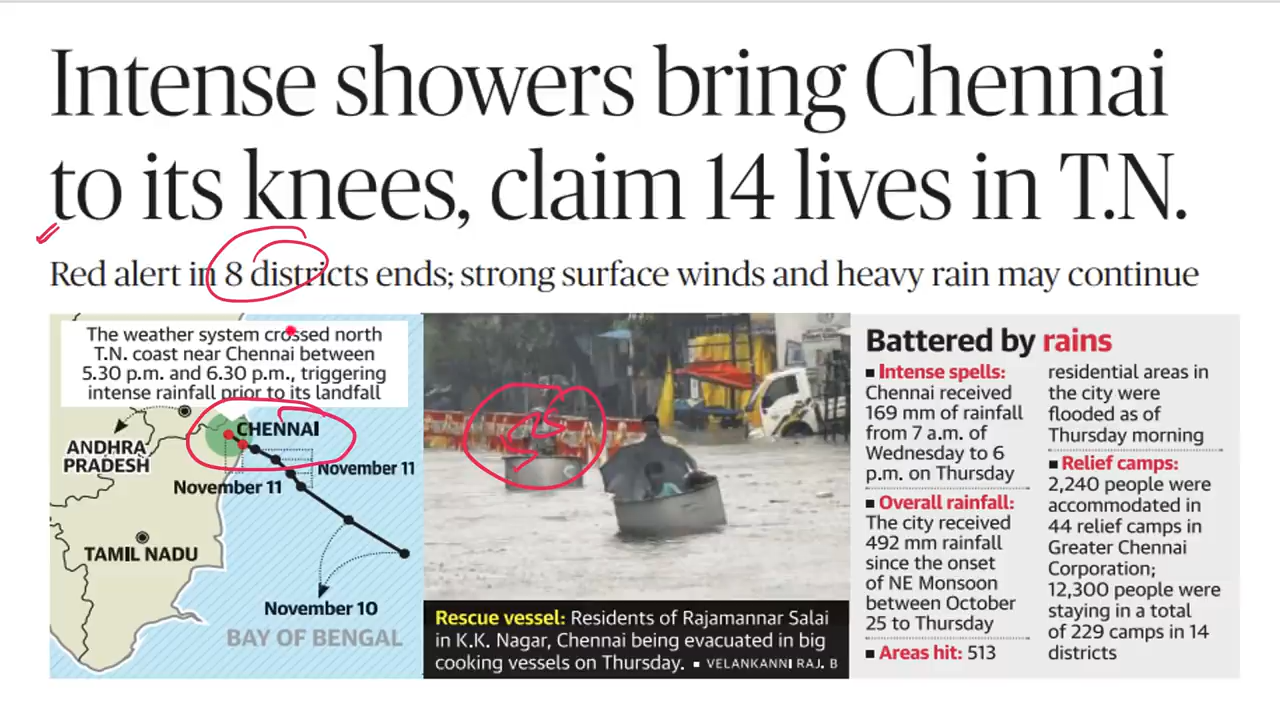 Intense showers bring Chennai
to its knees, claim 14 lives in T.N.
Red alert in 8 districts ends; strong surface winds and heavy rain may continue
The weather system crossed north
T.N. coast near Chennai between
5.30 p.m. and 6.30 p.m., triggering
intense rainfall prior to its landfall
CHENNAI
ANDHRA
PRADESH
November 11
November 11
TAMIL NADU
November 10
BAY OF BENGAL
Rescue vessel: Residents of Rajamannar Salai
in K.K. Nagar, Chennai being evacuated in big
cooking vessels on Thursday. ■ VELANKANNI RAJ. B
Battered by rains
■ Intense spells:
Chennai received
169 mm of rainfall
from 7 a.m. of
Wednesday to 6
p.m. on Thursday
■ Overall rainfall:
The city received
492 mm rainfall
since the onset
of NE Monsoon
between October
25 to Thursday
■ Areas hit: 513
residential areas in
the city were
flooded as of
Thursday morning
■ Relief camps:
2,240 people were
accommodated in
44 relief camps in
Greater Chennai
Corporation;
12,300 people were
staying in a total
of 229 camps in 14
districts